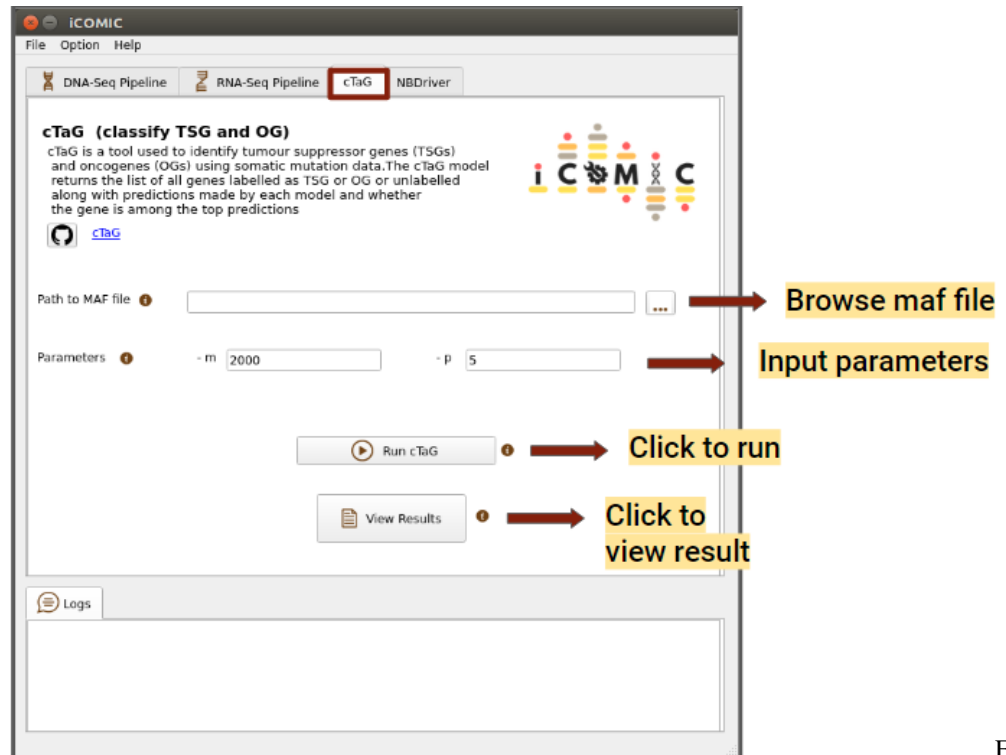 iCOMIC
File Option Help
DNA-Seq Pipeline RNA-Seq Pipeline cTaG NBDriver
cTaG (classify TSG and OG)
cTaG is a tool used to identify tumour suppressor genes (TSGs)
and oncogenes (OGs) using somatic mutation data.The cTaG model
returns the list of all genes labelled as TSG or OG or unlabelled
along with predictions made by each model and whether
the gene is among the top predictions
iCOMIC
cTaG
Path to MAF file ... Browse maf file
Parameters - m 2000 - p 5 Input parameters
Run cTaG Click to run
View Results Click to
view result
Logs